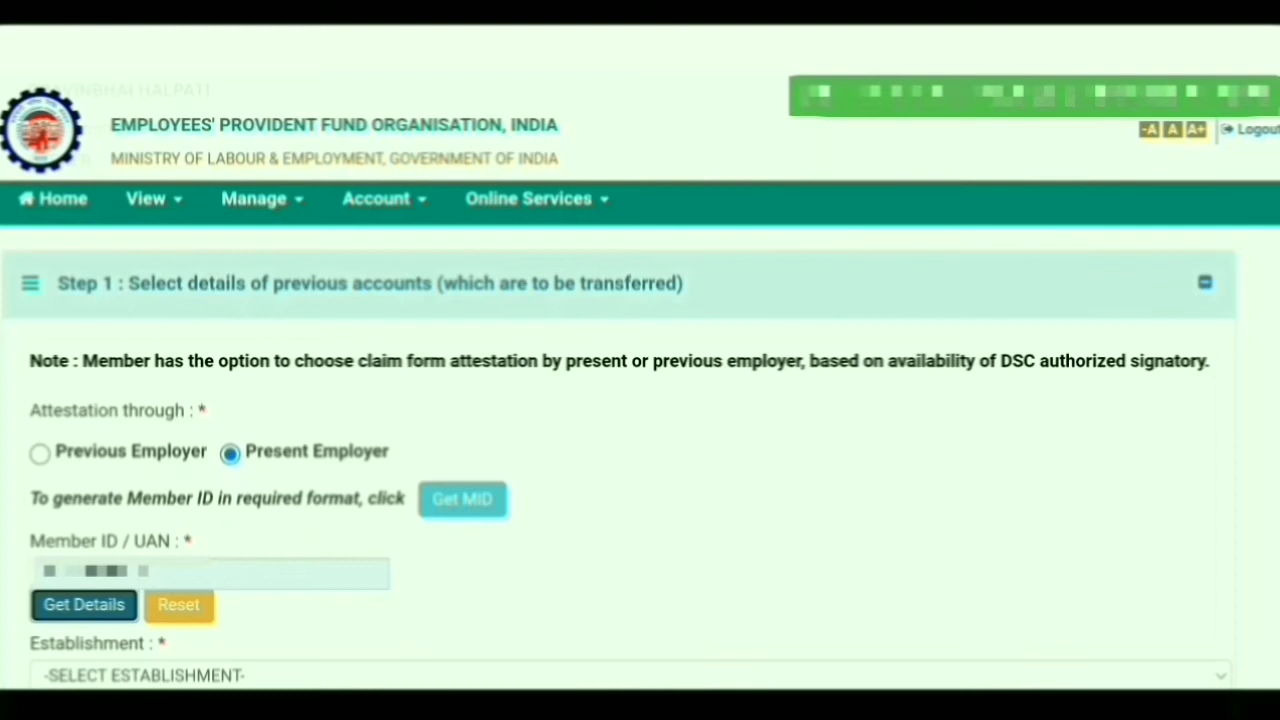 EMPLOYEES' PROVIDENT FUND ORGANISATION, INDIA
MINISTRY OF LABOUR & EMPLOYMENT, GOVERNMENT OF INDIA
-A A A+ Logout
Home View Manage Account Online Services
Step 1 : Select details of previous accounts (which are to be transferred)
Note : Member has the option to choose claim form attestation by present or previous employer, based on availability of DSC authorized signatory.
Attestation through : *
Previous Employer Present Employer
To generate Member ID in required format, click Get MID
Member ID / UAN : *
Get Details Reset
Establishment : *
-SELECT ESTABLISHMENT-